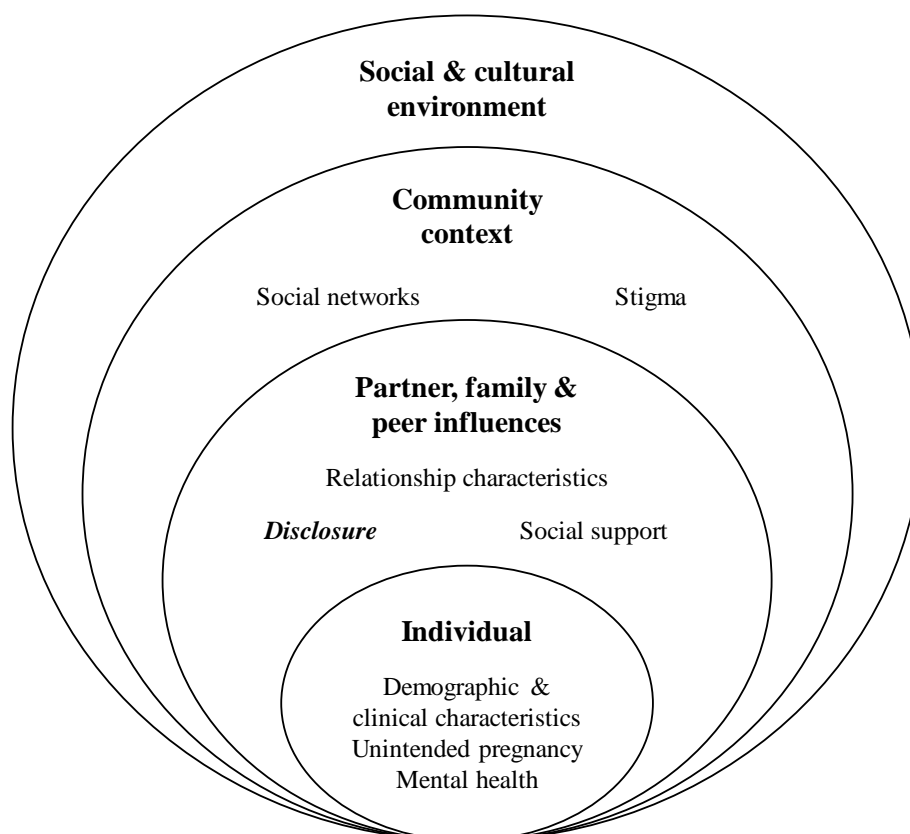 Social & cultural
environment
Community
context
Social networks Stigma
Partner, family &
peer influences
Relationship characteristics
Disclosure Social support
Individual
Demographic &
clinical characteristics
Unintended pregnancy
Mental health